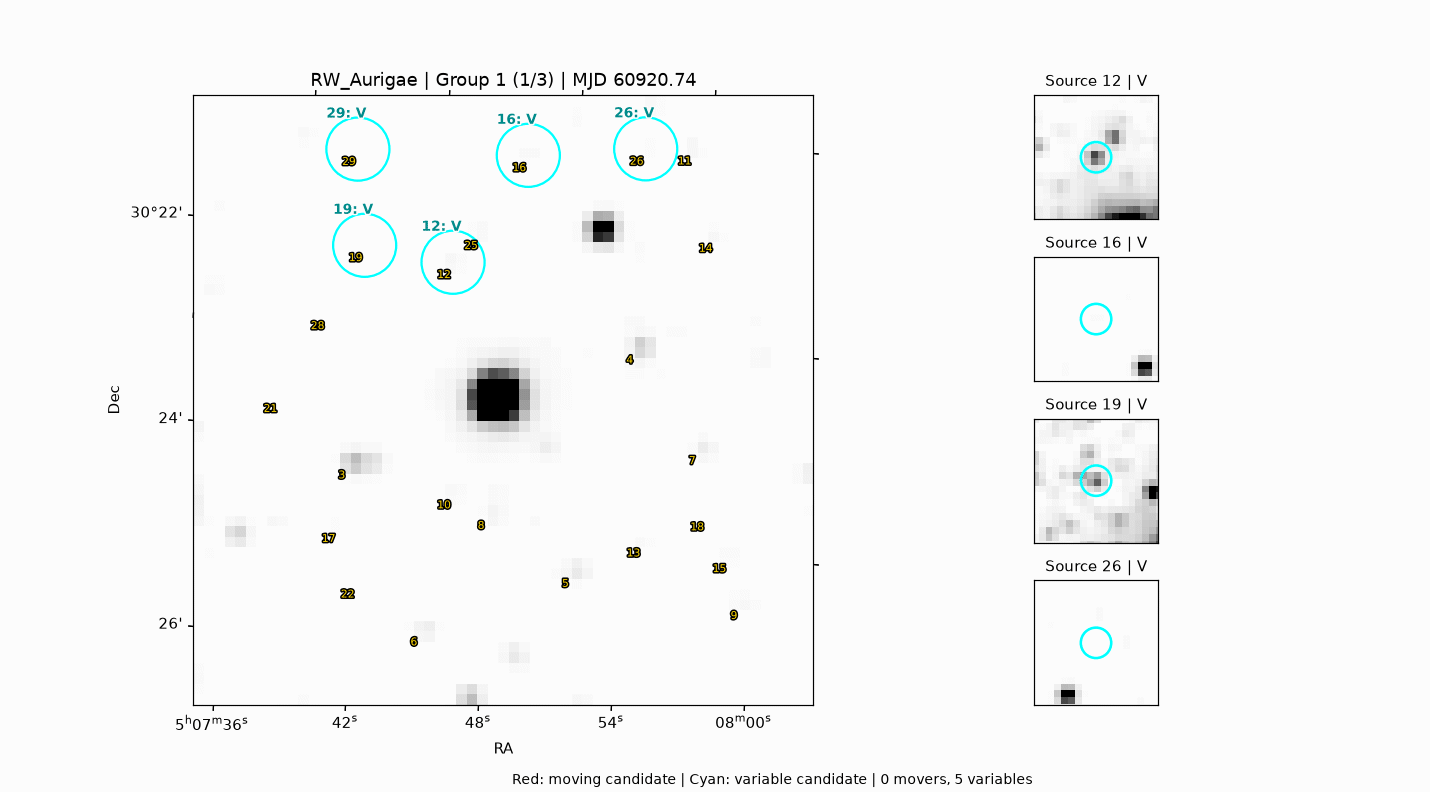 RW_Aurigae | Group 1 (1/3) | MJD 60920.74
29: V
16: V
26: V
29
16
26
11
19: V
12: V
25
14
19
12
28
4
21
3
7
10
8
18
17
13
15
5
22
9
6
30°22'
24'
26'
Dec
5ʰ07ᵐ36ˢ
42ˢ
48ˢ
54ˢ
08ᵐ00ˢ
RA
Source 12 | V
Source 16 | V
Source 19 | V
Source 26 | V
Red: moving candidate | Cyan: variable candidate | 0 movers, 5 variables